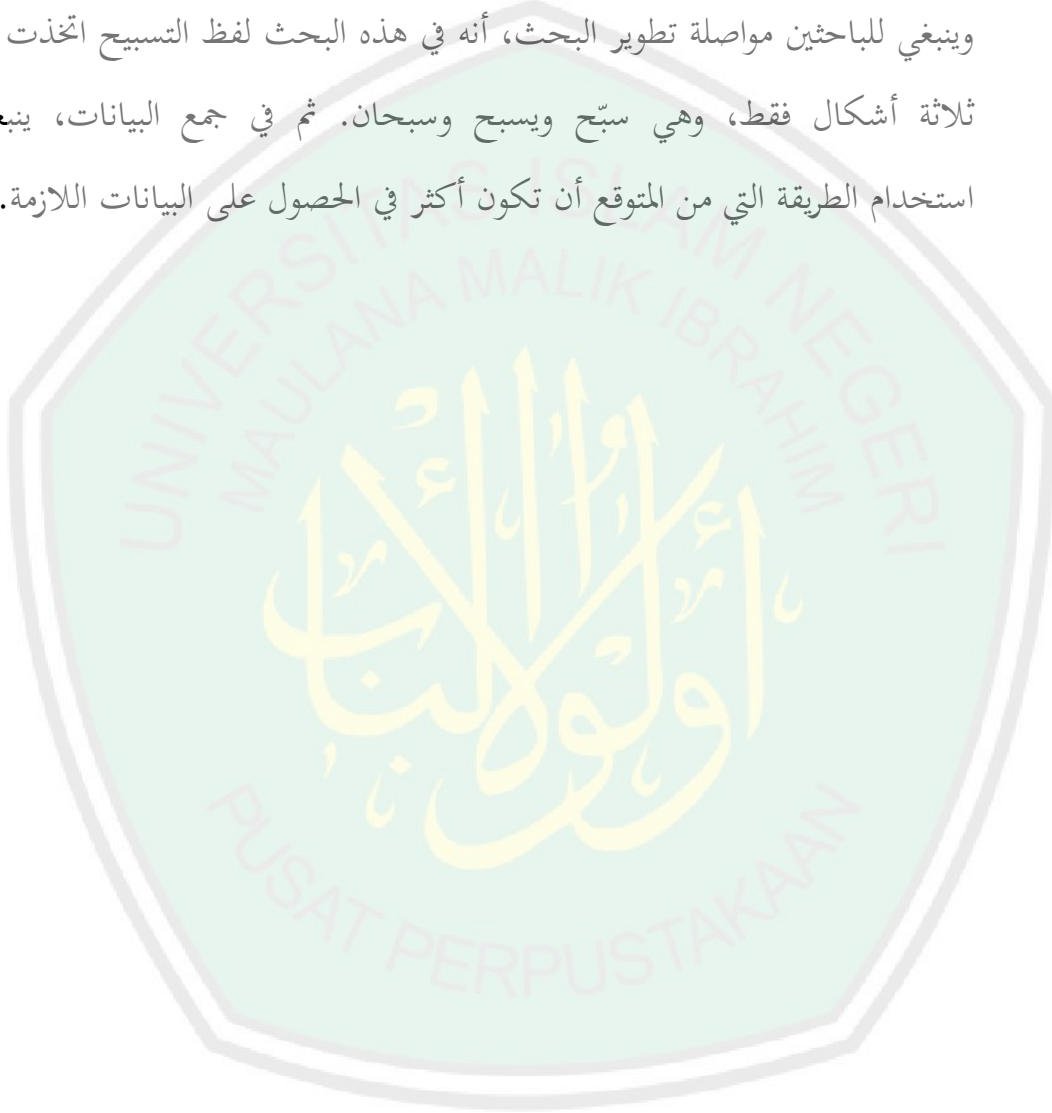 وينبغي للباحثين مواصلة تطوير البحث، أنه في هذه البحث لفظ التسبيح اتخذت
ثلاثة أشكال فقط، وهي سبّح ويسبح وسبحان. ثم في جمع البيانات،
استخدام الطريقة التي من المتوقع أن تكون أكثر في الحصول على البيانات اللازمة.
UNIVERSITAS ISLAM NEGERI
MAULANA MALIK IBRAHIM
أولو الألباب
PUSAT PERPUSTAKAAN